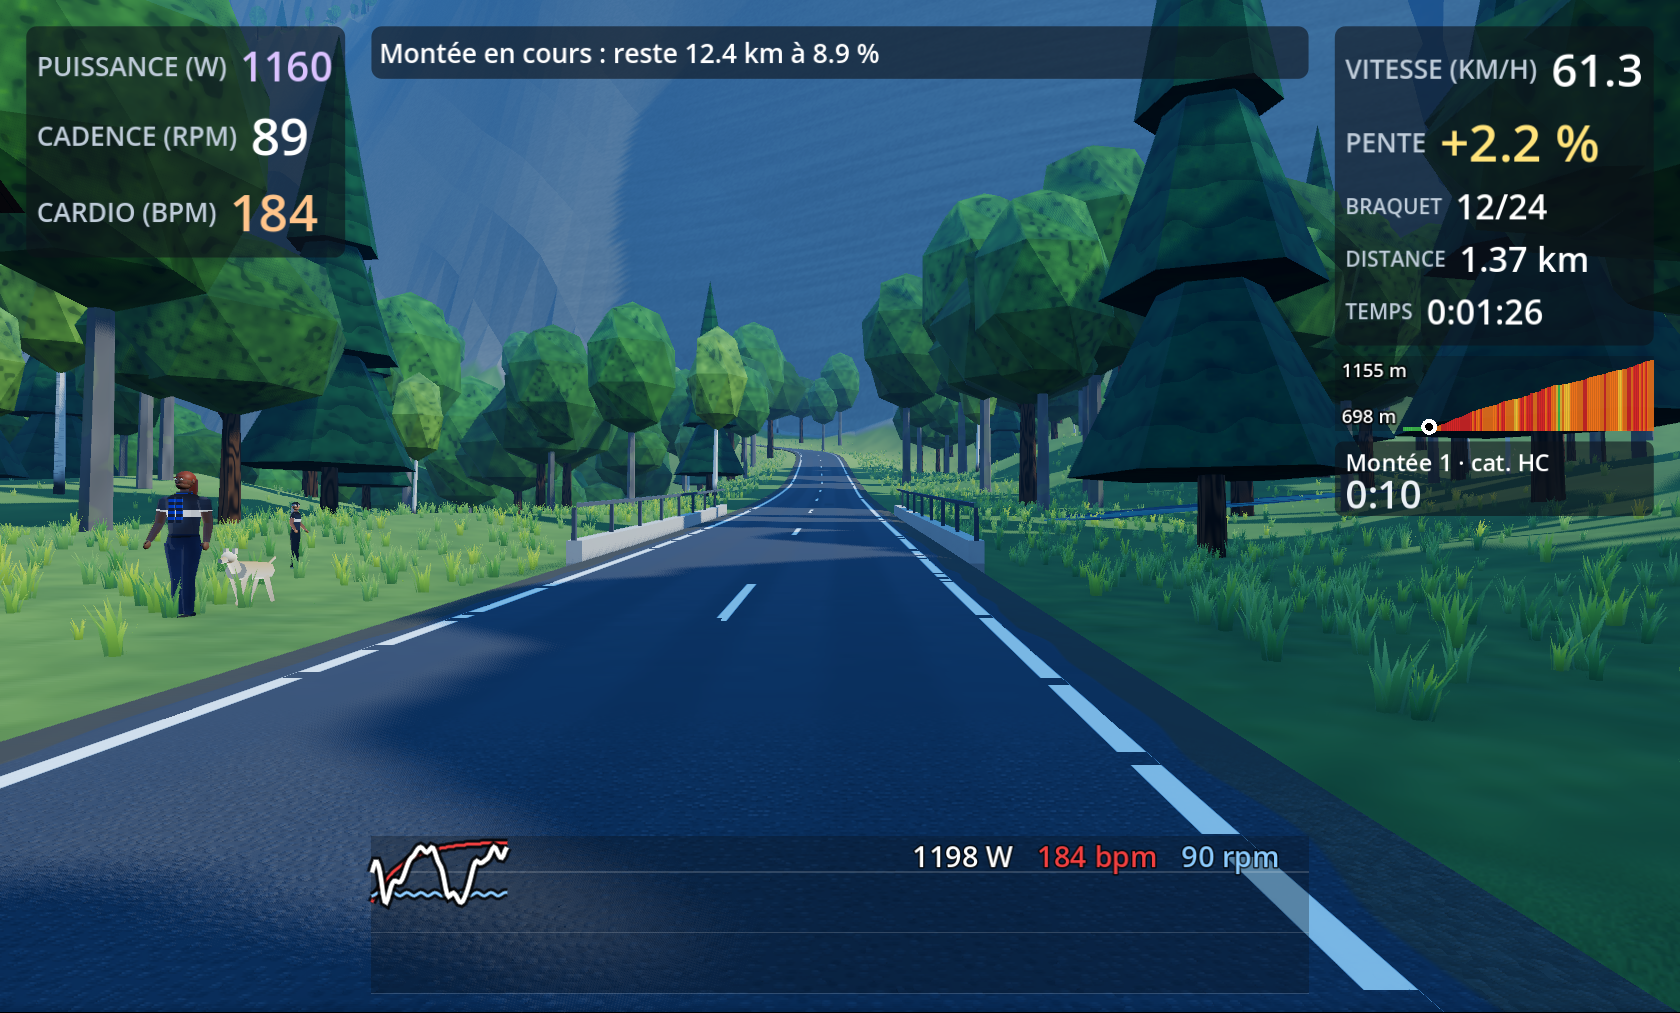 PUISSANCE (W) 1160
CADENCE (RPM) 89
CARDIO (BPM) 184
Montée en cours : reste 12.4 km à 8.9 %
VITESSE (KM/H) 61.3
PENTE +2.2 %
BRAQUET 12/24
DISTANCE 1.37 km
TEMPS 0:01:26
1155 m
698 m
Montée 1 · cat. HC
0:10
1198 W 184 bpm 90 rpm